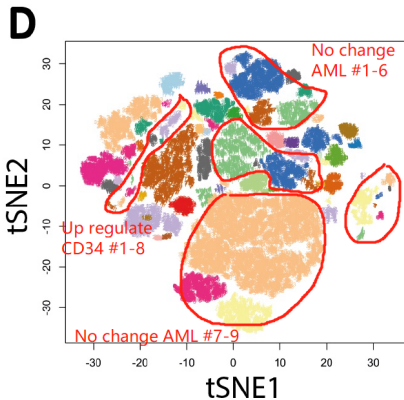 D
No change
AML #1-6
30
20
10
0
-10
-20
-30
tSNE2
Up regulate
CD34 #1-8
No change AML #7-9
-30 -20 -10 0 10 20 30
tSNE1